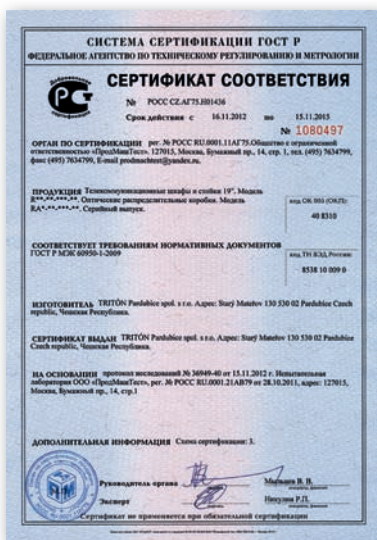 СИСТЕМА СЕРТИФИКАЦИИ ГОСТ Р
ФЕДЕРАЛЬНОЕ АГЕНТСТВО ПО ТЕХНИЧЕСКОМУ РЕГУЛИРОВАНИЮ И МЕТРОЛОГИИ
Добровольная
СЕРТИФИКАТ СООТВЕТСТВИЯ
№ РОСС CZ.АГ75.Н01436
Срок действия с 16.11.2012 по 15.11.2015
№ 1080497
ОРГАН ПО СЕРТИФИКАЦИИ рег. № РОСС RU.0001.11АГ75.Общество с ограниченной
ответственностью «ПродМашТест». 127015, Москва, Бумажный пр., 14, стр. 1, тел. (495) 7634799,
факс (495) 7634799, E-mail prodmachtest@yandex.ru.
ПРОДУКЦИЯ Телекоммуникационные шкафы и стойки 19", Модель
R**-**-***-**. Оптические распределительные коробки. Модель
RA*-**-***-**. Серийный выпуск.
код ОК 005 (ОКП):
40 8310
СООТВЕТСТВУЕТ ТРЕБОВАНИЯМ НОРМАТИВНЫХ ДОКУМЕНТОВ
ГОСТ Р МЭК 60950-1-2009
код ТН ВЭД России:
8538 10 009 0
ИЗГОТОВИТЕЛЬ TRITÓN Pardubice spol. s r.o. Адрес: Starý Mateřov 130 530 02 Pardubice Czech
republic, Чешская Республика.
СЕРТИФИКАТ ВЫДАН TRITÓN Pardubice spol. s r.o. Адрес: Starý Mateřov 130 530 02 Pardubice
Czech republic, Чешская Республика.
НА ОСНОВАНИИ протокол исследований № 36949-40 от 15.11.2012 г. Испытательная
лаборатория ООО «ПродМашТест», рег. № РОСС RU.0001.21АВ79 от 28.10.2011, адрес: 127015,
Москва, Бумажный пр., 14, стр.1
ДОПОЛНИТЕЛЬНАЯ ИНФОРМАЦИЯ Схема сертификации: 3.
Руководитель органа
Мальцев В. В.
Эксперт
Никулин Р.П.
Сертификат не применяется при обязательной сертификации